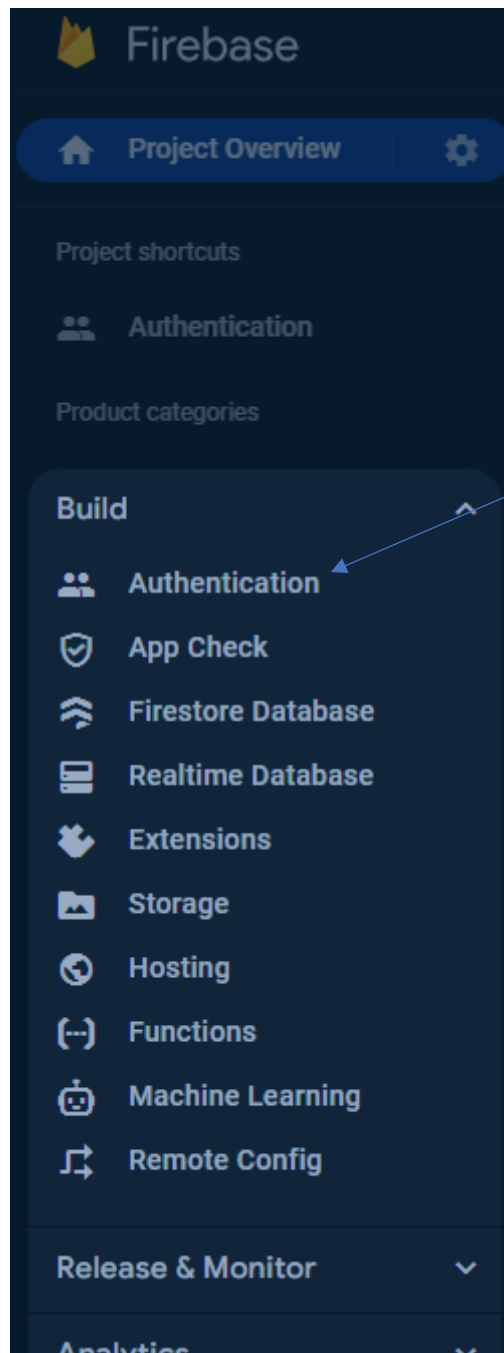 Firebase
Project Overview
Project shortcuts
Authentication
Product categories
Build
Authentication
App Check
Firestore Database
Realtime Database
Extensions
Storage
Hosting
Functions
Machine Learning
Remote Config
Release & Monitor
Analytics